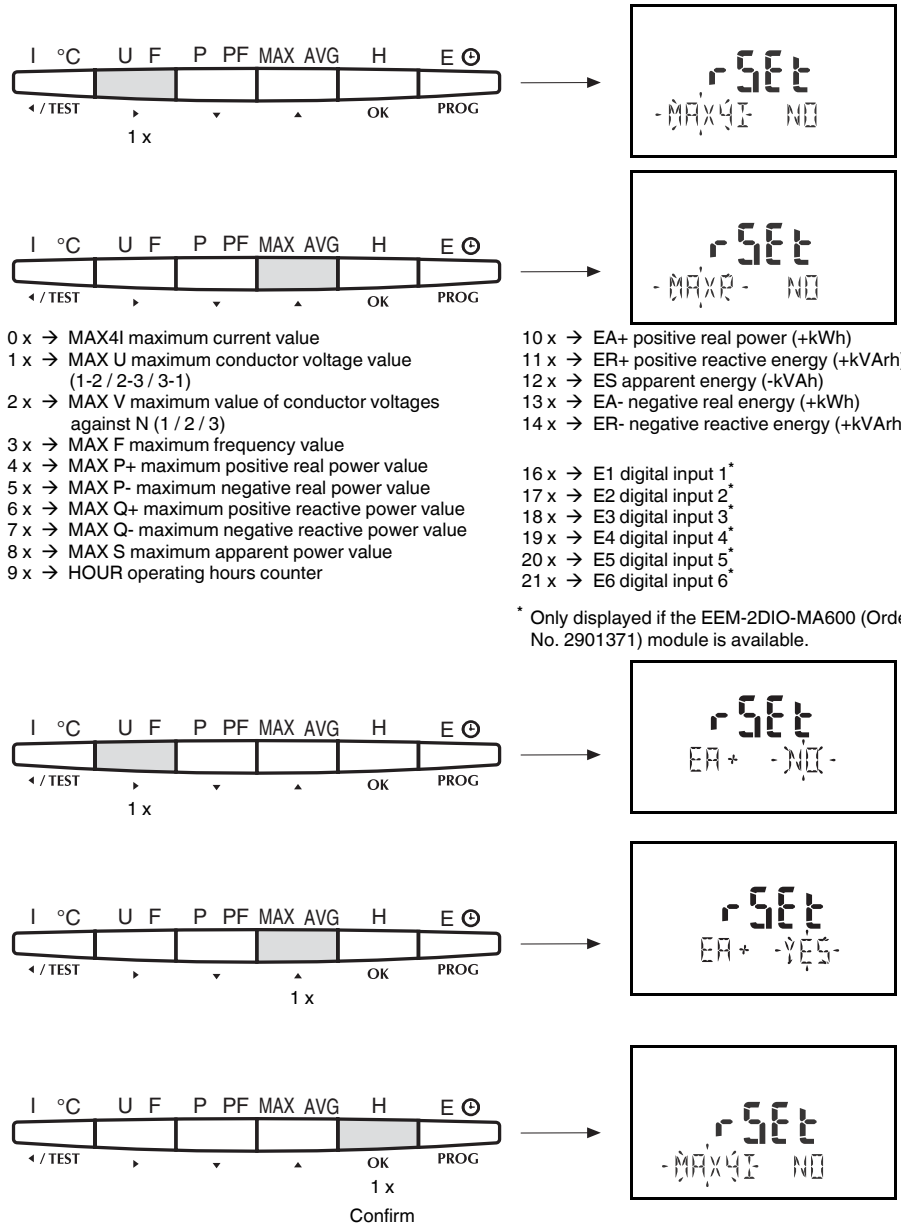 I °C U F P PF MAX AVG H E
/ TEST OK PROG
1 x
rSEt
-MAX4I- NO
I °C U F P PF MAX AVG H E
/ TEST OK PROG
rSEt
-MAXP- NO
0 x → MAX4I maximum current value
1 x → MAX U maximum conductor voltage value
(1-2 / 2-3 / 3-1)
2 x → MAX V maximum value of conductor voltages
against N (1 / 2 / 3)
3 x → MAX F maximum frequency value
4 x → MAX P+ maximum positive real power value
5 x → MAX P- maximum negative real power value
6 x → MAX Q+ maximum positive reactive power value
7 x → MAX Q- maximum negative reactive power value
8 x → MAX S maximum apparent power value
9 x → HOUR operating hours counter
10 x → EA+ positive real power (+kWh)
11 x → ER+ positive reactive energy (+kVArh)
12 x → ES apparent energy (-kVAh)
13 x → EA- negative real energy (+kWh)
14 x → ER- negative reactive energy (+kVArh
16 x → E1 digital input 1*
17 x → E2 digital input 2*
18 x → E3 digital input 3*
19 x → E4 digital input 4*
20 x → E5 digital input 5*
21 x → E6 digital input 6*
* Only displayed if the EEM-2DIO-MA600 (Orde
No. 2901371) module is available.
I °C U F P PF MAX AVG H E
/ TEST OK PROG
1 x
rSEt
EA+ -NO-
I °C U F P PF MAX AVG H E
/ TEST OK PROG
1 x
rSEt
EA+ -YES-
I °C U F P PF MAX AVG H E
/ TEST OK PROG
1 x
Confirm
rSEt
-MAX4I- NO